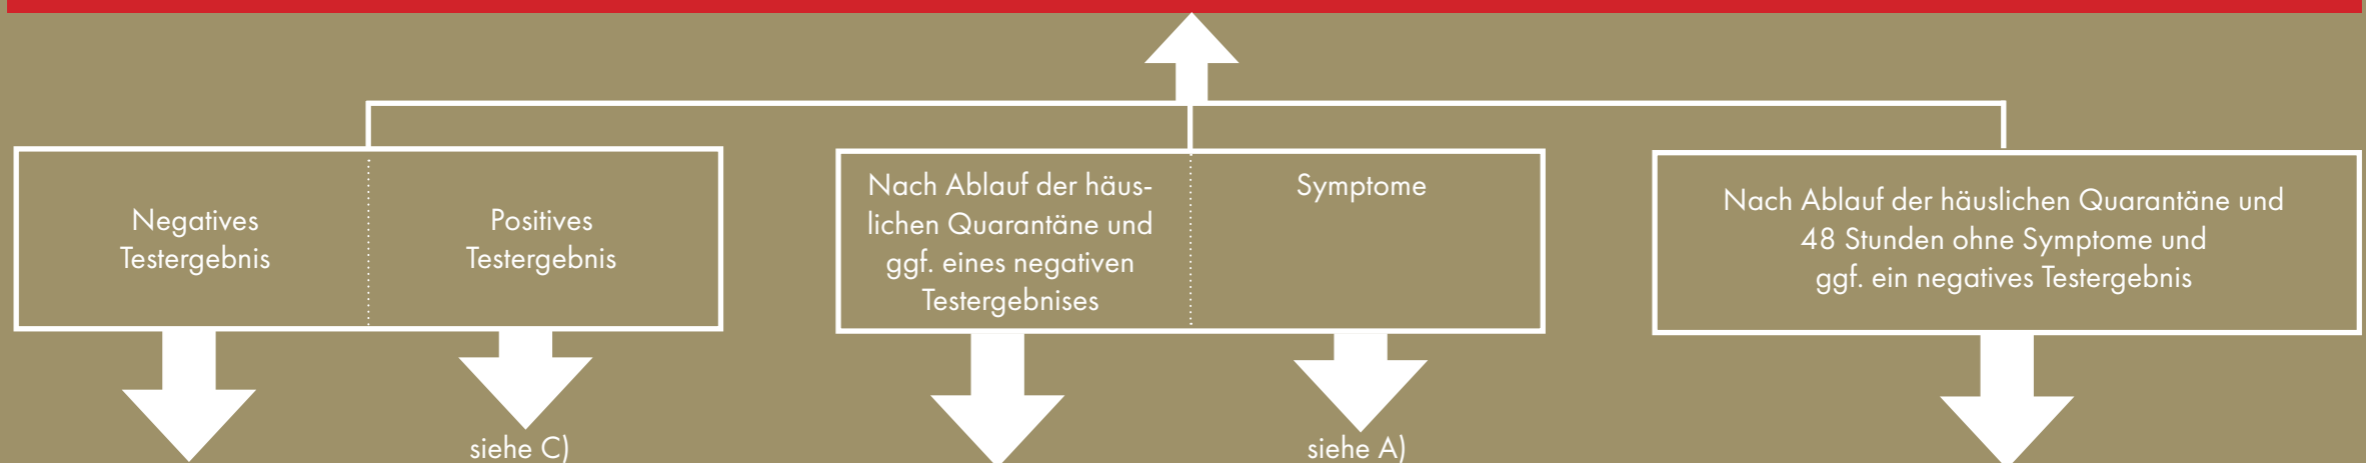 Negatives
Testergebnis
Positives
Testergebnis
siehe C)
Nach Ablauf der häus-
lichen Quarantäne und
ggf. eines negativen
Testergebnises
Symptome
siehe A)
Nach Ablauf der häuslichen Quarantäne und
48 Stunden ohne Symptome und
ggf. ein negatives Testergebnis